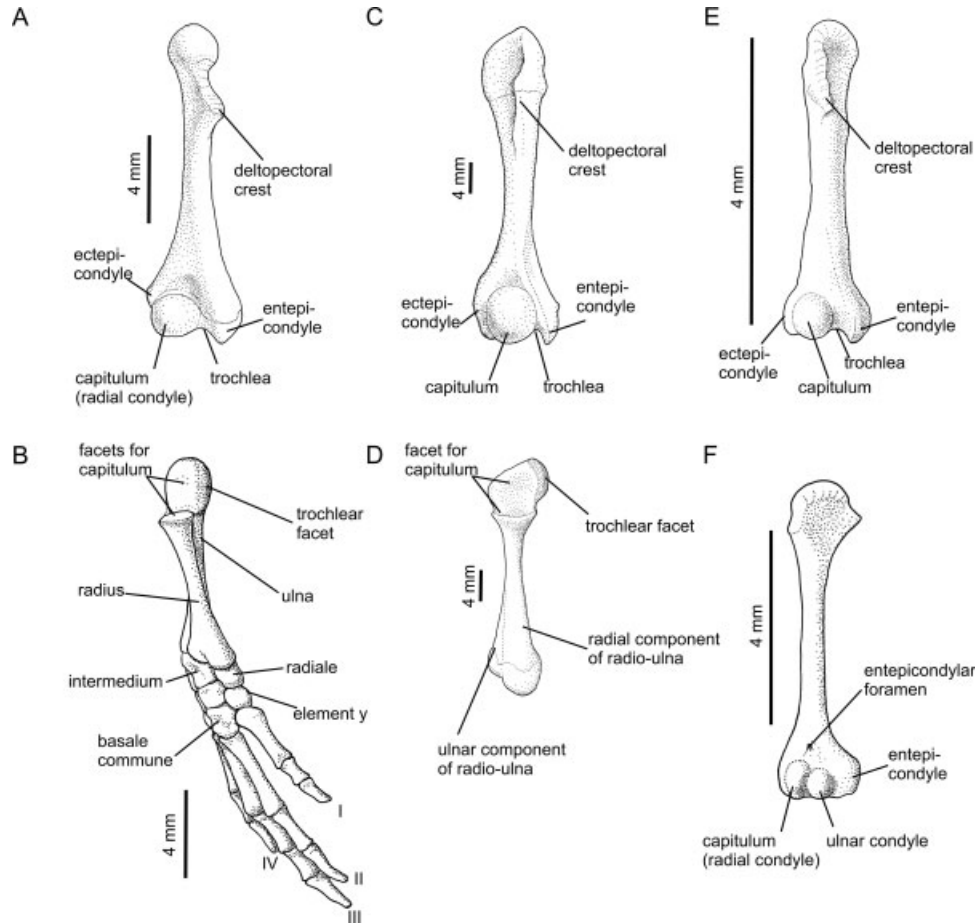 A
4 mm
deltopectoral
crest
ectepi-
condyle
entepi-
condyle
capitulum
(radial condyle)
trochlea
C
4 mm
deltopectoral
crest
ectepi-
condyle
entepi-
condyle
capitulum
trochlea
E
4 mm
deltopectoral
crest
ectepi-
condyle
entepi-
condyle
trochlea
capitulum
B
facets for
capitulum
trochlear
facet
radius
ulna
intermedium
radiale
element y
basale
commune
4 mm
I
IV
II
III
D
facet for
capitulum
trochlear facet
4 mm
radial component
of radio-ulna
ulnar component
of radio-ulna
F
4 mm
entepicondylar
foramen
entepi-
condyle
capitulum
(radial condyle)
ulnar condyle